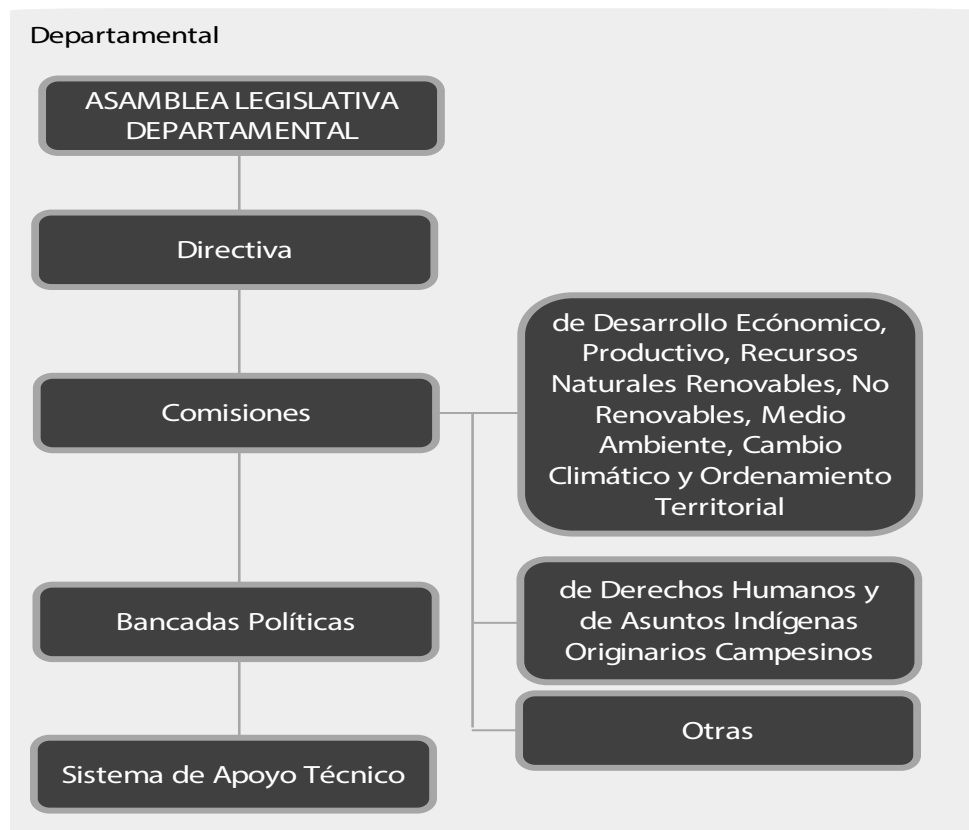 Departamental
ASAMBLEA LEGISLATIVA
DEPARTAMENTAL
Directiva
Comisiones
de Desarrollo Ecónomico,
Productivo, Recursos
Naturales Renovables, No
Renovables, Medio
Ambiente, Cambio
Climático y Ordenamiento
Territorial
Bancadas Políticas
de Derechos Humanos y
de Asuntos Indígenas
Originarios Campesinos
Otras
Sistema de Apoyo Técnico